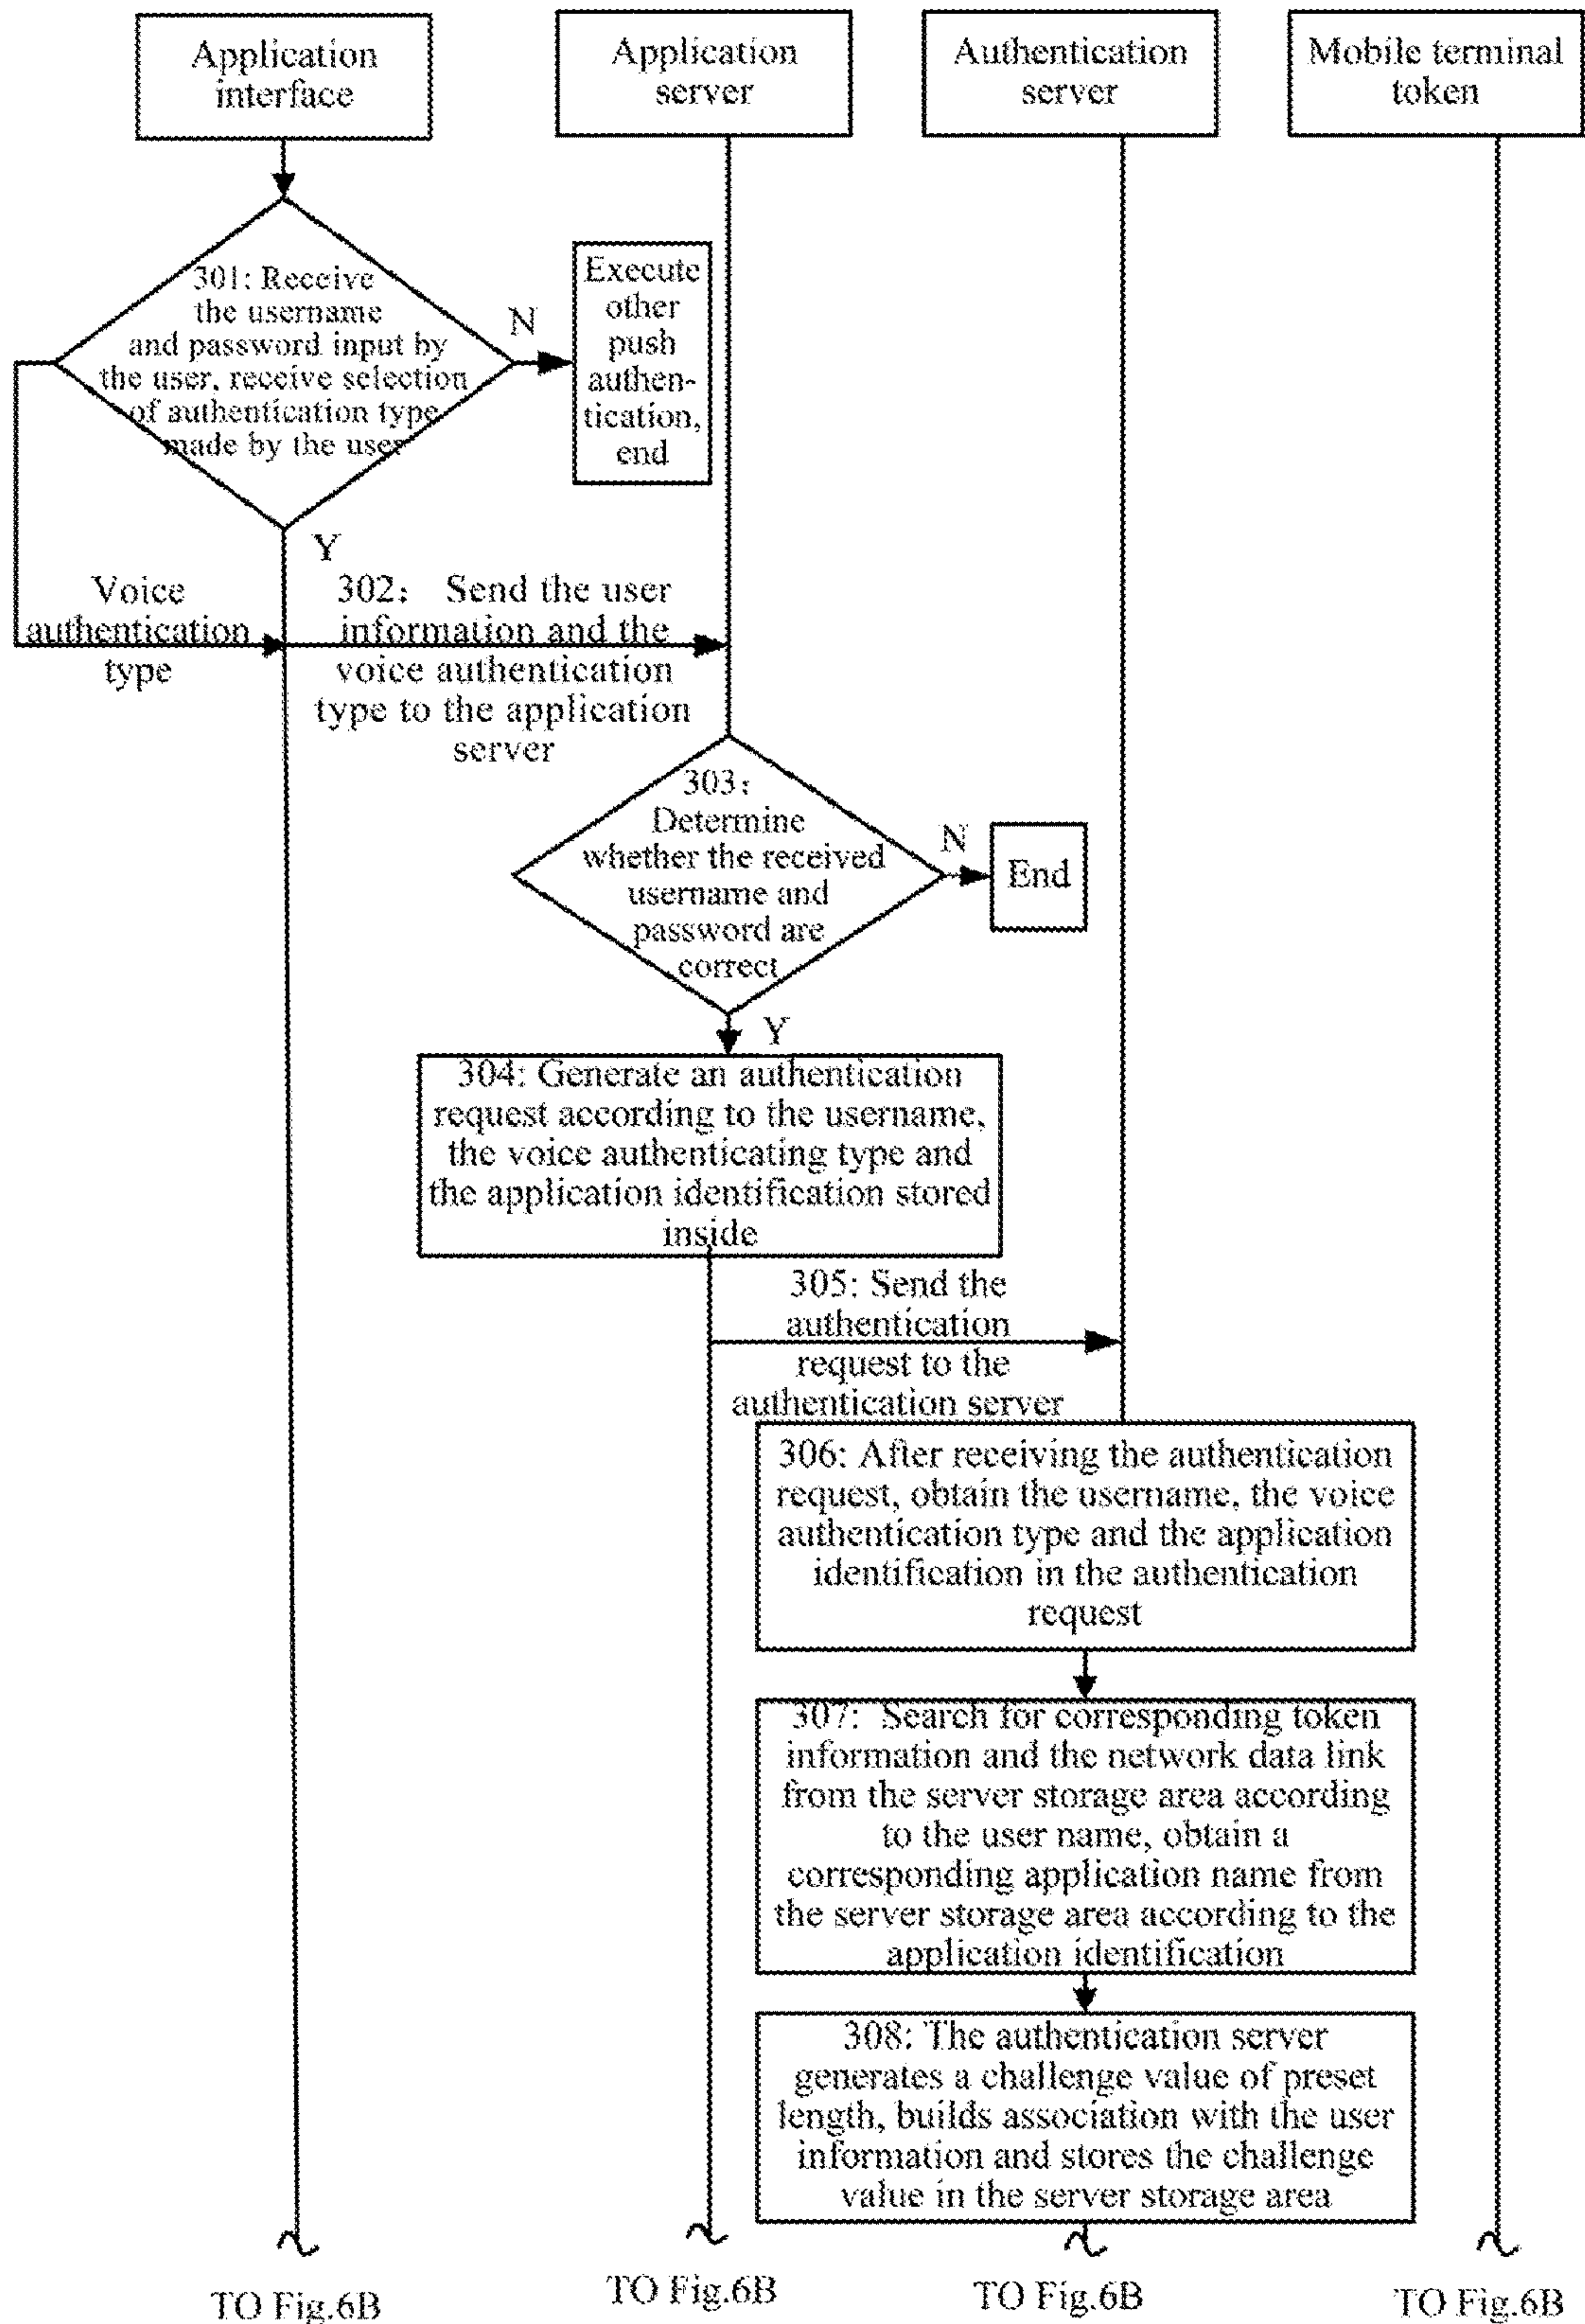 Application
interface
Application
server
Authentication
server
Mobile terminal
token
301: Receive
the username
and password input by
the user, receive selection
of authentication type
made by the user
N
Execute
other
push
authen-
tication,
end
Y
Voice
authentication
type
302: Send the user
information and the
voice authentication
type to the application
server
303:
Determine
whether the received
username and
password are
correct
N
End
Y
304: Generate an authentication
request according to the username,
the voice authenticating type and
the application identification stored
inside
305: Send the
authentication
request to the
authentication server
306: After receiving the authentication
request, obtain the username, the voice
authentication type and the application
identification in the authentication
request
307: Search for corresponding token
information and the network data link
from the server storage area according
to the user name, obtain a
corresponding application name from
the server storage area according to the
application identification
308: The authentication server
generates a challenge value of preset
length, builds association with the user
information and stores the challenge
value in the server storage area
TO Fig.6B
TO Fig.6B
TO Fig.6B
TO Fig.6B